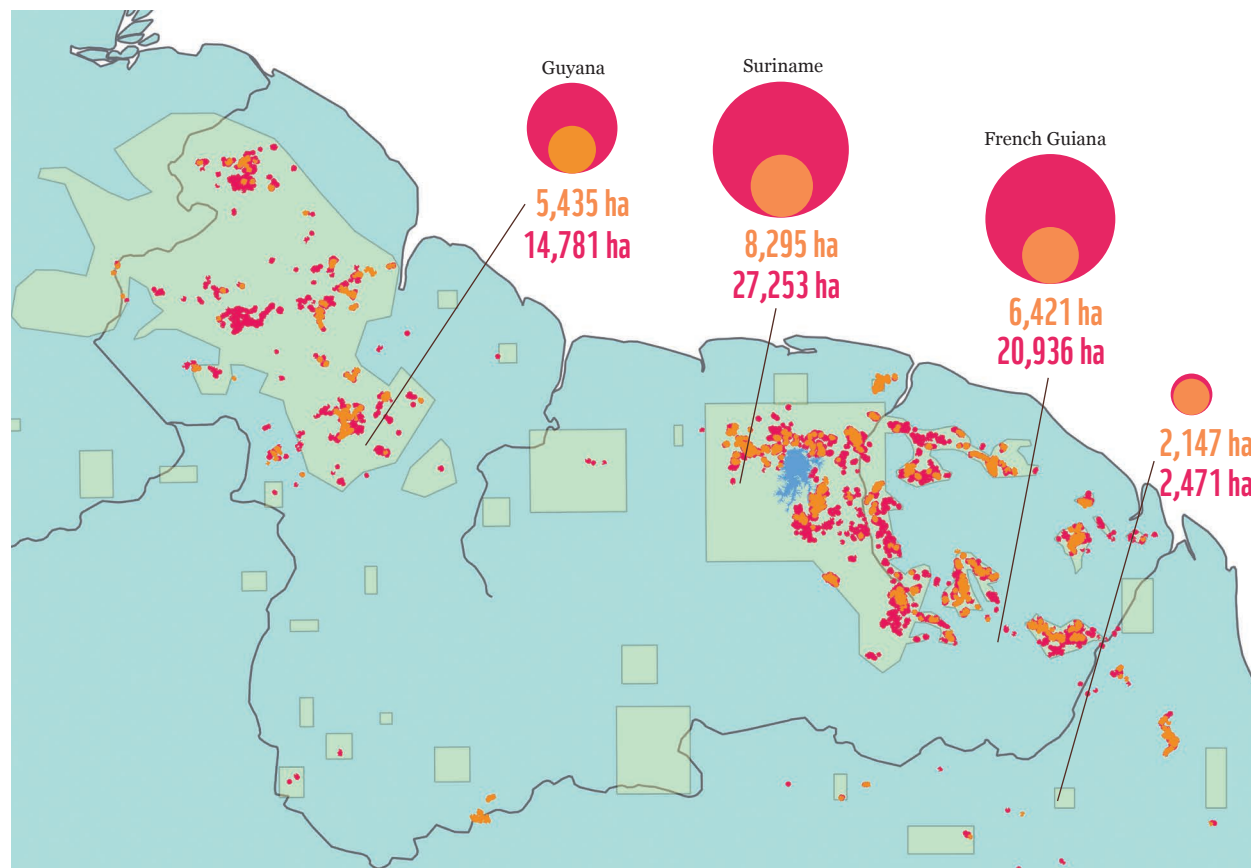 Guyana
5,435 ha
14,781 ha
Suriname
8,295 ha
27,253 ha
French Guiana
6,421 ha
20,936 ha
2,147 ha
2,471 ha